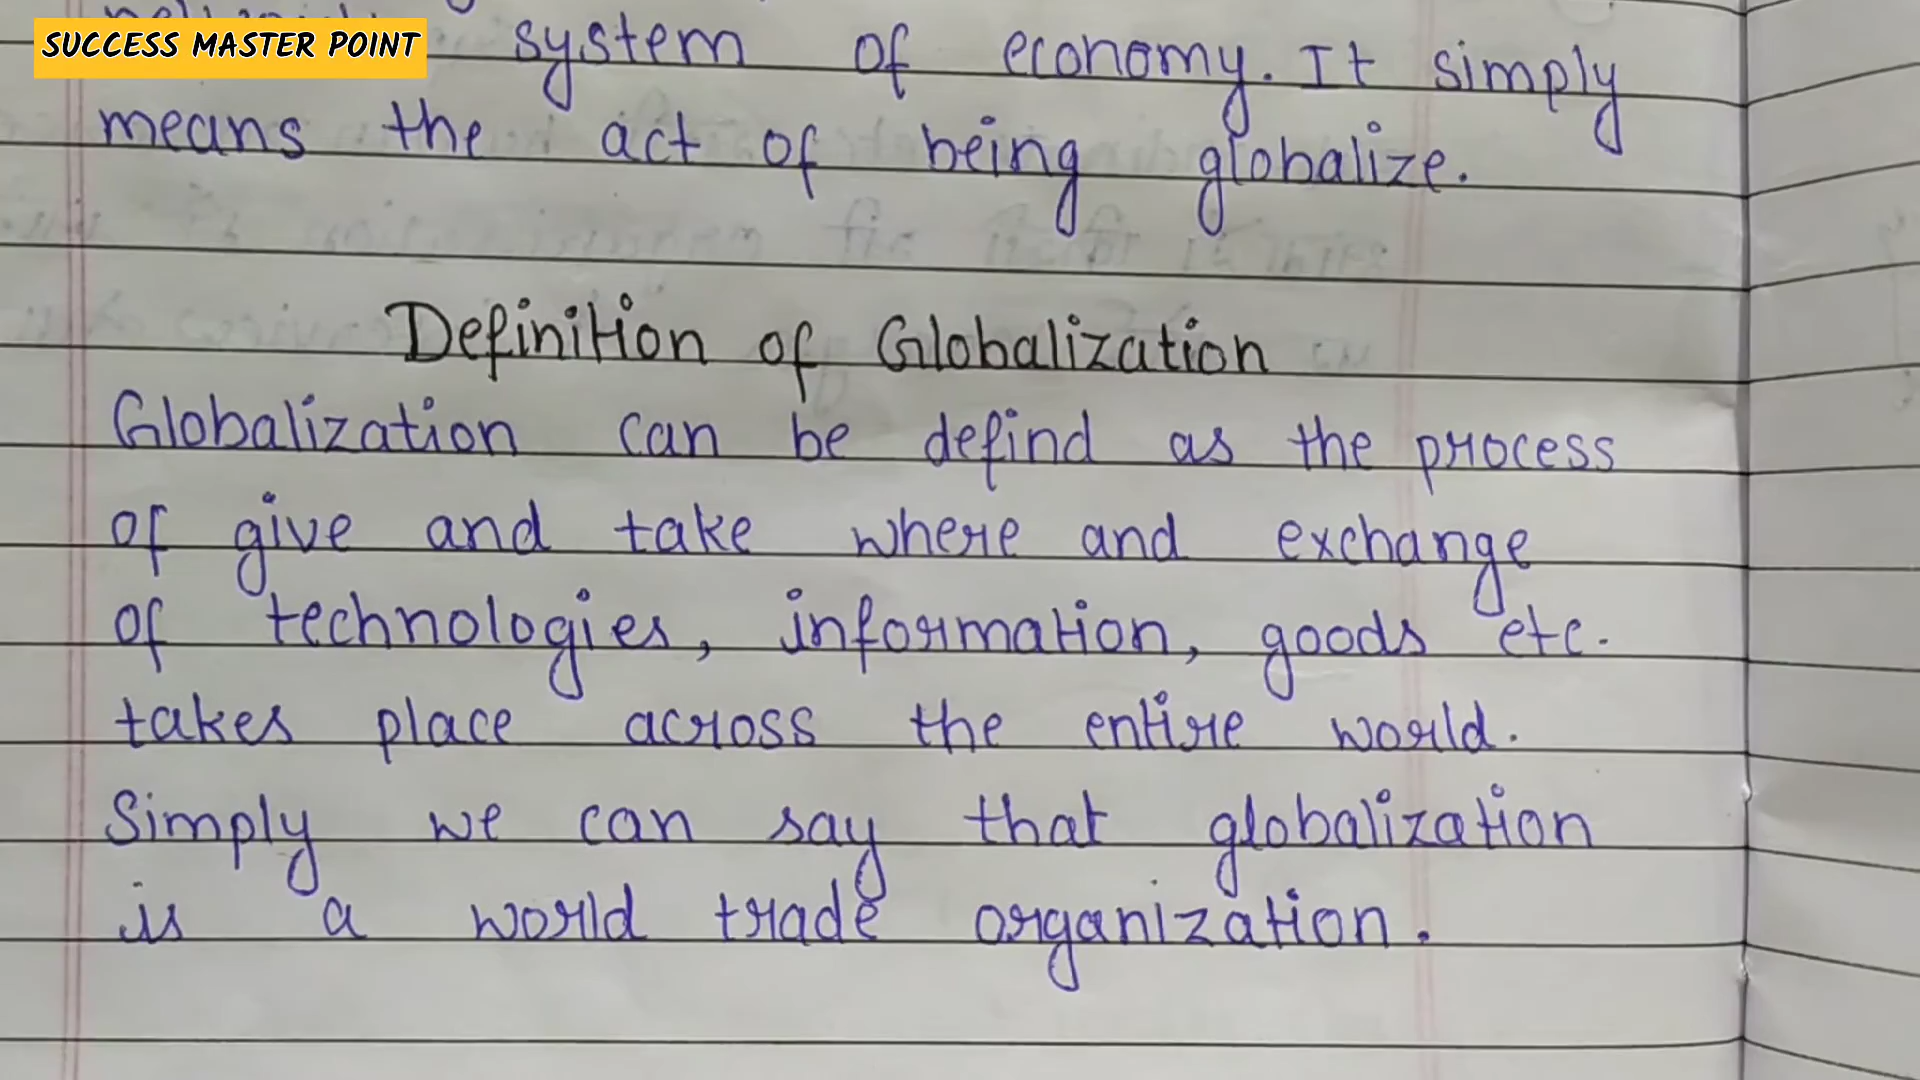 SUCCESS MASTER POINT
system of economy. It simply
means the act of being globalize.
Definition of Globalization
Globalization can be defind as the process
of give and take where and exchange
of technologies, information, goods etc.
takes place across the entire world.
Simply we can say that globalization
is a world trade organization.